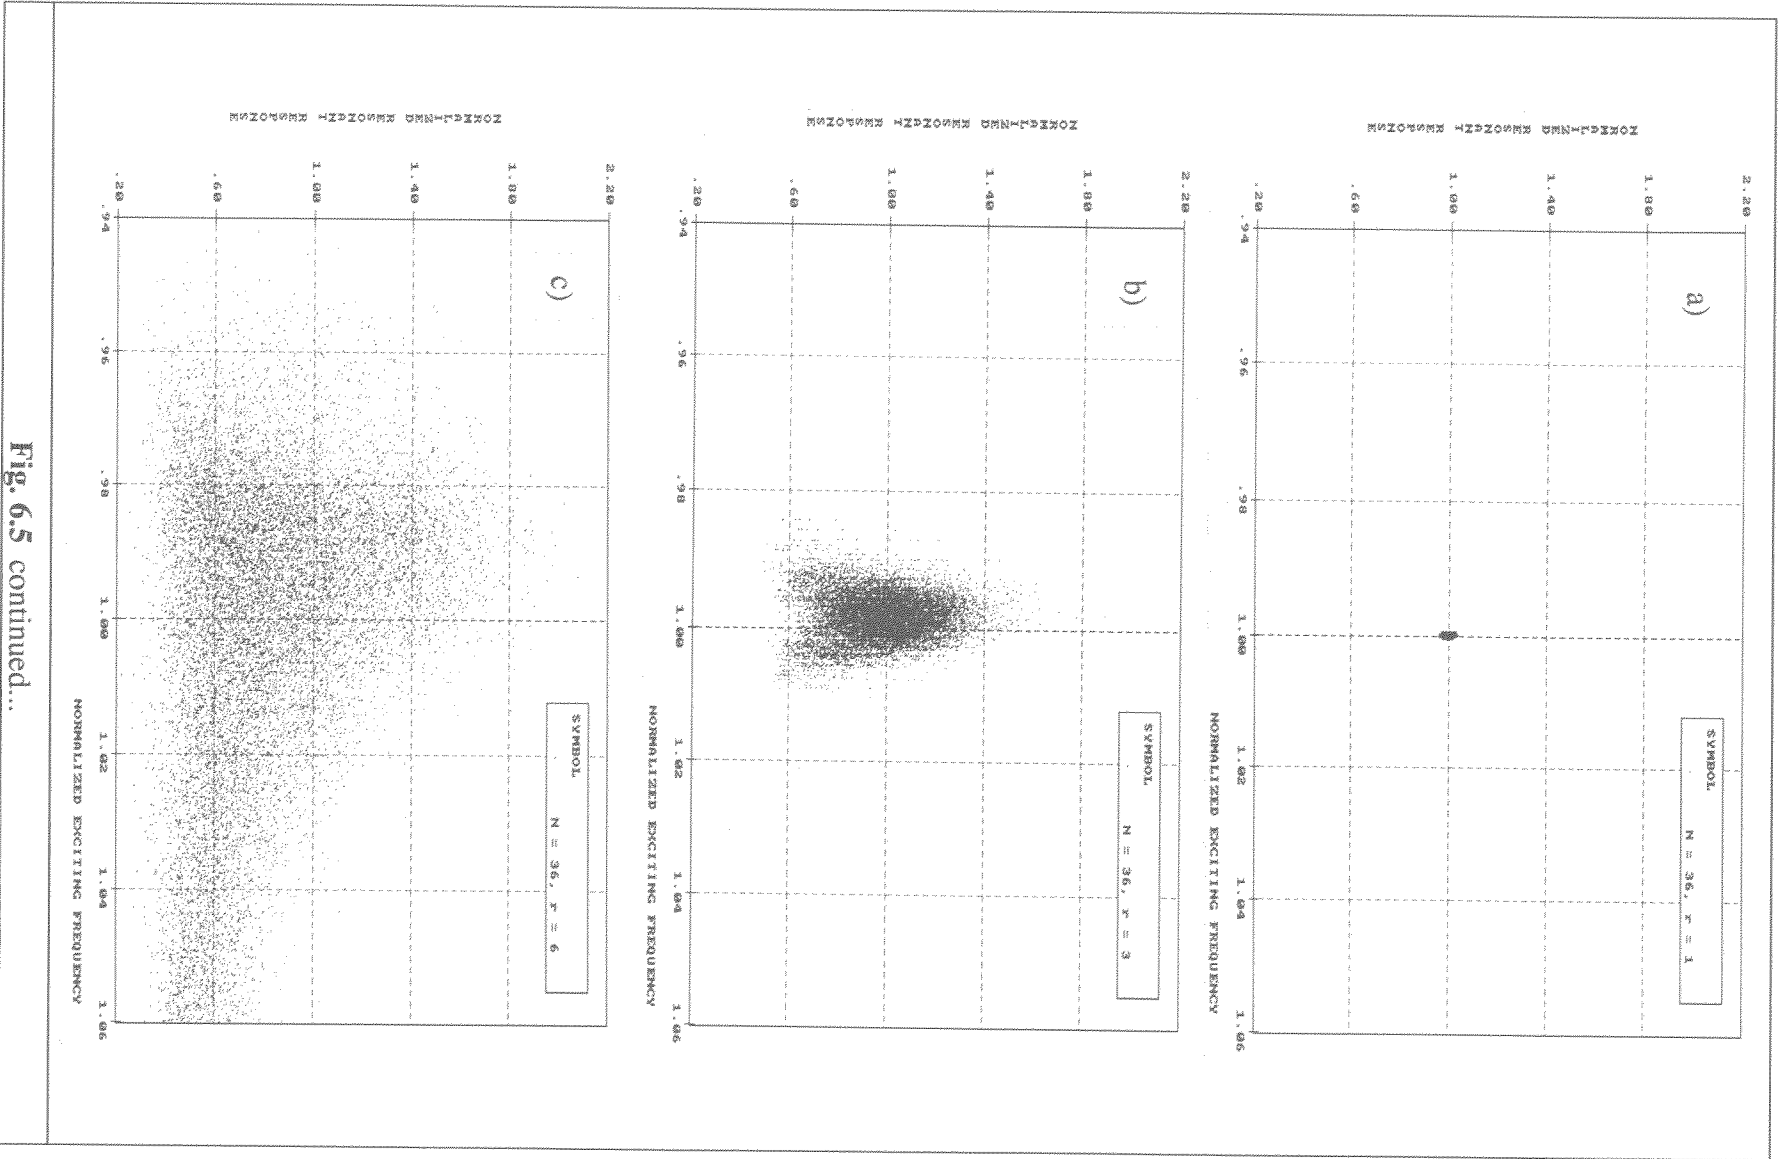 a)
SYMBOL
. N = 36, r = 1
NORMALIZED RESONANT RESPONSE
2.20
1.80
1.40
1.00
.60
.20
.94 .96 .98 1.00 1.02 1.04 1.06
NORMALIZED EXCITING FREQUENCY
b)
SYMBOL
. N = 36, r = 3
NORMALIZED RESONANT RESPONSE
2.20
1.80
1.40
1.00
.60
.20
.94 .96 .98 1.00 1.02 1.04 1.06
NORMALIZED EXCITING FREQUENCY
c)
SYMBOL
. N = 36, r = 6
NORMALIZED RESONANT RESPONSE
2.20
1.80
1.40
1.00
.60
.20
.94 .96 .98 1.00 1.02 1.04 1.06
NORMALIZED EXCITING FREQUENCY
Fig. 6.5 continued...